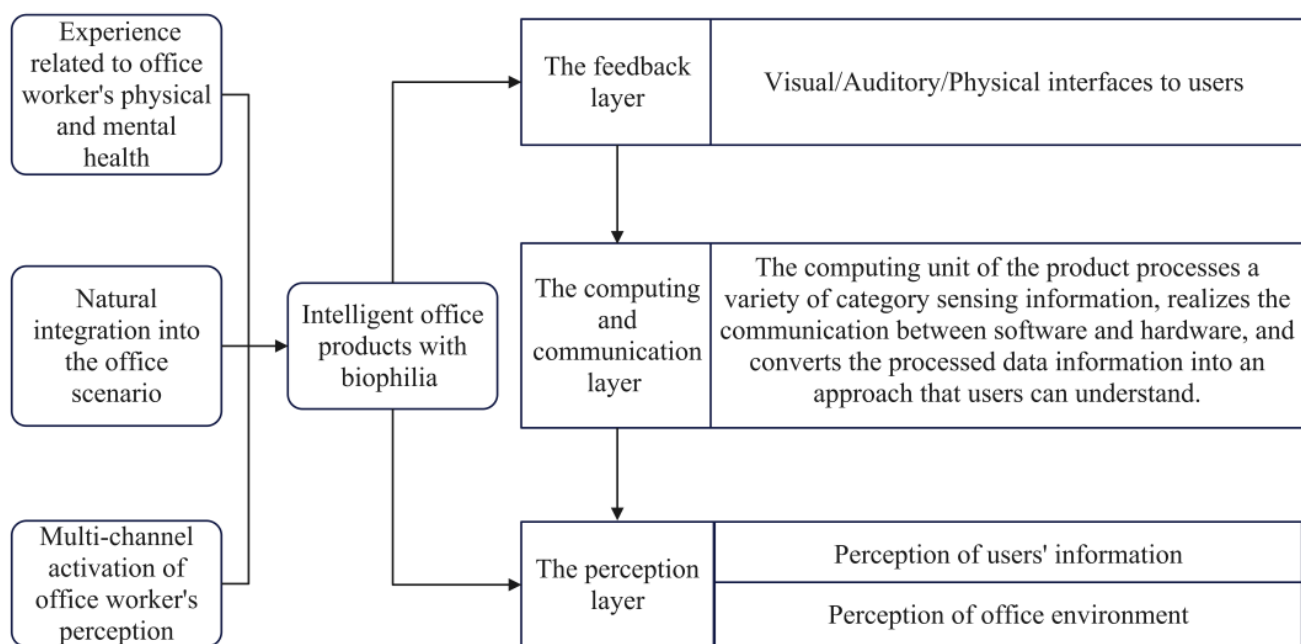 Experience
related to office
worker's physical
and mental
health
Natural
integration into
the office
scenario
Multi-channel
activation of
office worker's
perception
Intelligent office
products with
biophilia
The feedback
layer
Visual/Auditory/Physical interfaces to users
The computing
and
communication
layer
The computing unit of the product processes a
variety of category sensing information, realizes the
communication between software and hardware, and
converts the processed data information into an
approach that users can understand.
The perception
layer
Perception of users' information
Perception of office environment